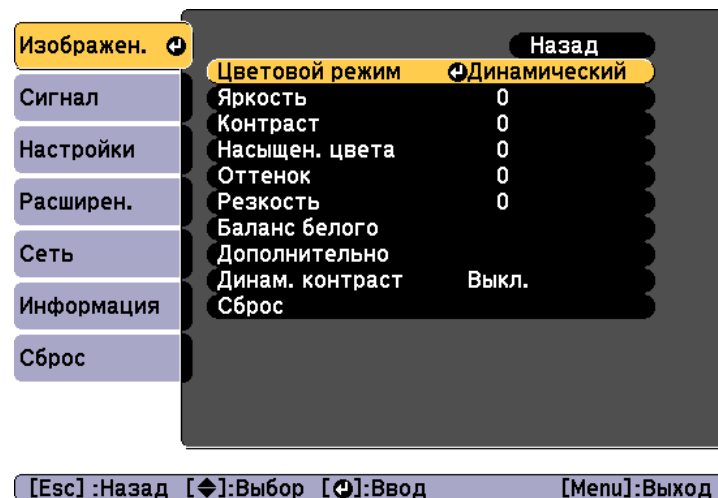 Изображен.
Сигнал
Настройки
Расширен.
Сеть
Информация
Сброс
Назад
Цветовой режим Динамический
Яркость 0
Контраст 0
Насыщен. цвета 0
Оттенок 0
Резкость 0
Баланс белого
Дополнительно
Динам. контраст Выкл.
Сброс
[Esc] :Назад [◆]:Выбор [↵]:Ввод [Menu]:Выход